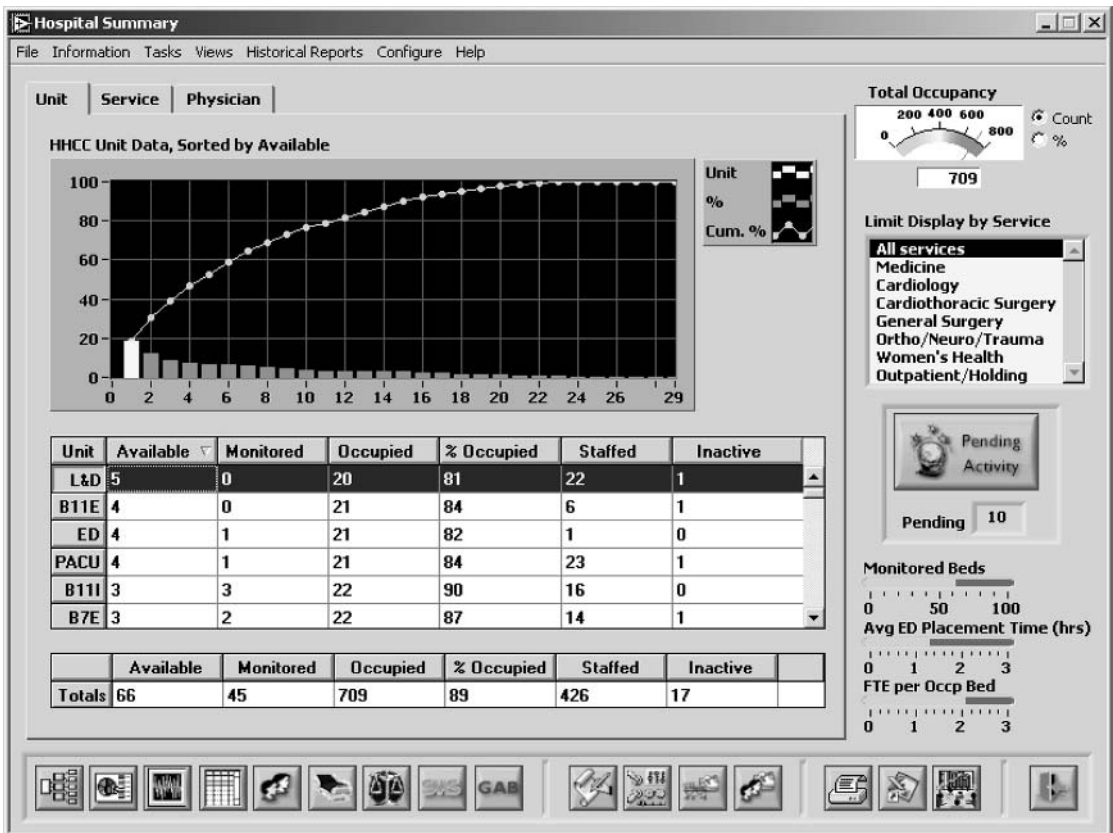 Hospital Summary
File Information Tasks Views Historical Reports Configure Help
Unit Service Physician
HHCC Unit Data, Sorted by Available
100
80
60
40
20
0
0 2 4 6 8 10 12 14 16 18 20 22 24 26 29
Unit
%
Cum. %
Unit Available Monitored Occupied % Occupied Staffed Inactive
L&D 5 0 20 81 22 1
B11E 4 0 21 84 6 1
ED 4 1 21 82 1 0
PACU 4 1 21 84 23 1
B11I 3 3 22 90 16 0
B7E 3 2 22 87 14 1
Available Monitored Occupied % Occupied Staffed Inactive
Totals 66 45 709 89 426 17
Total Occupancy
0 200 400 600 800
Count
%
709
Limit Display by Service
All services
Medicine
Cardiology
Cardiothoracic Surgery
General Surgery
Ortho/Neuro/Trauma
Women's Health
Outpatient/Holding
Pending
Activity
Pending 10
Monitored Beds
0 50 100
Avg ED Placement Time (hrs)
0 1 2 3
FTE per Occp Bed
0 1 2 3
SMS GAB